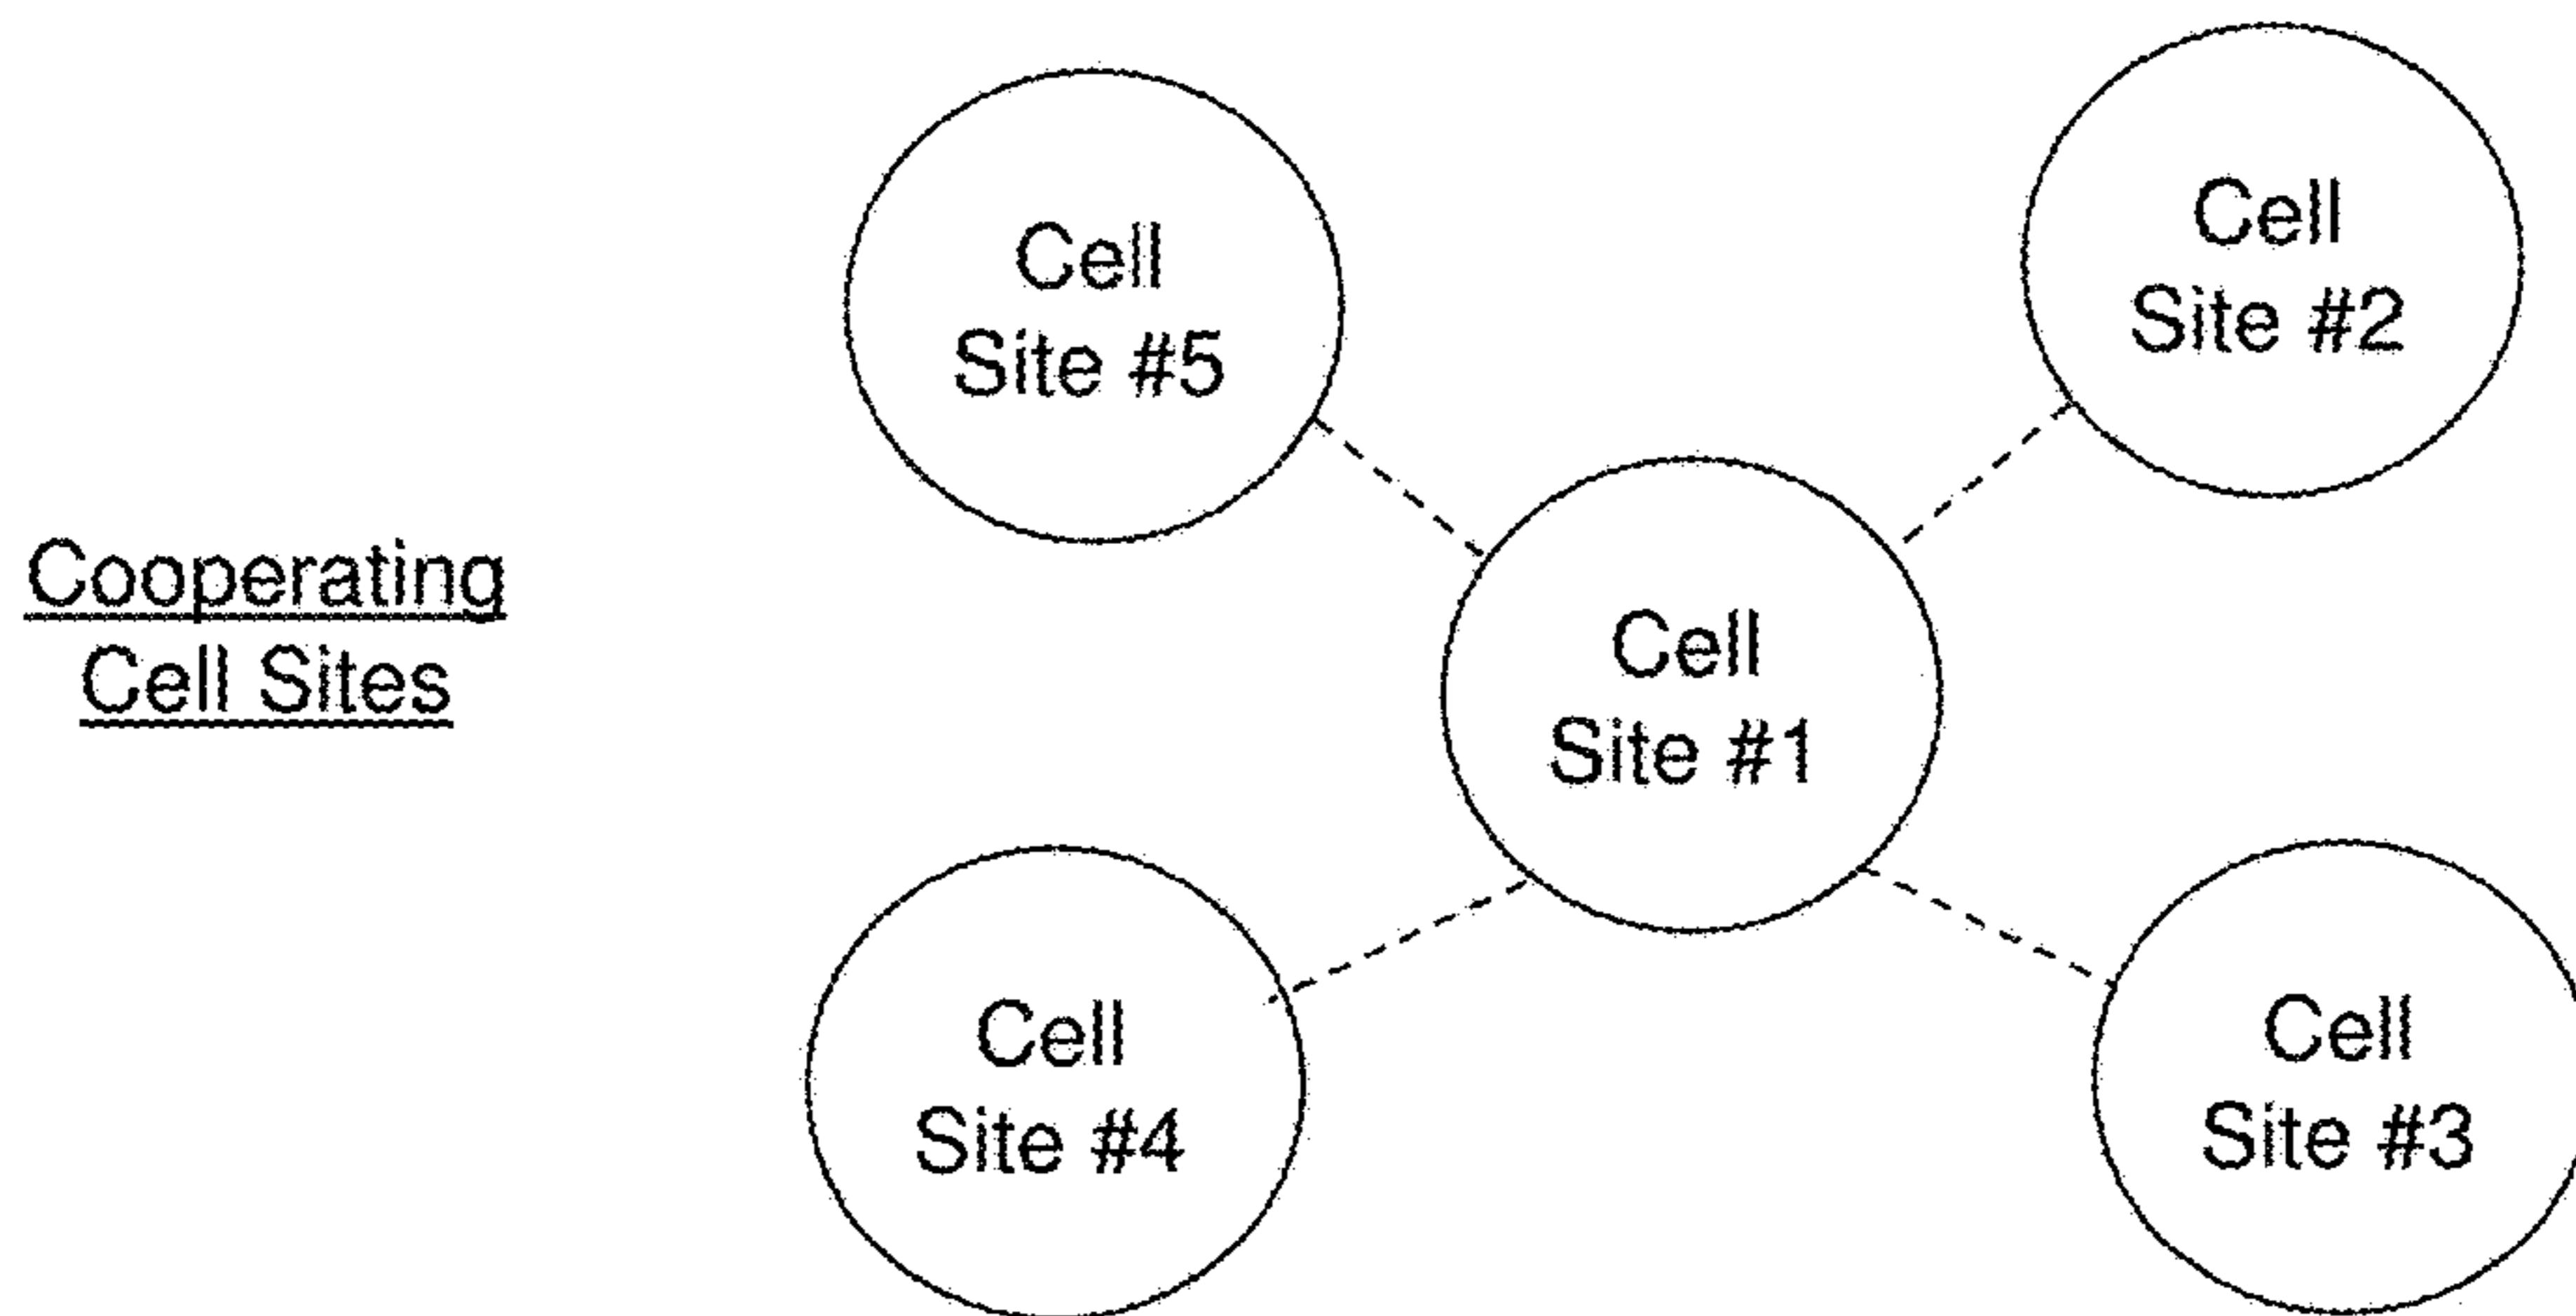 Cooperating
Cell Sites
Cell
Site #5
Cell
Site #2
Cell
Site #1
Cell
Site #4
Cell
Site #3